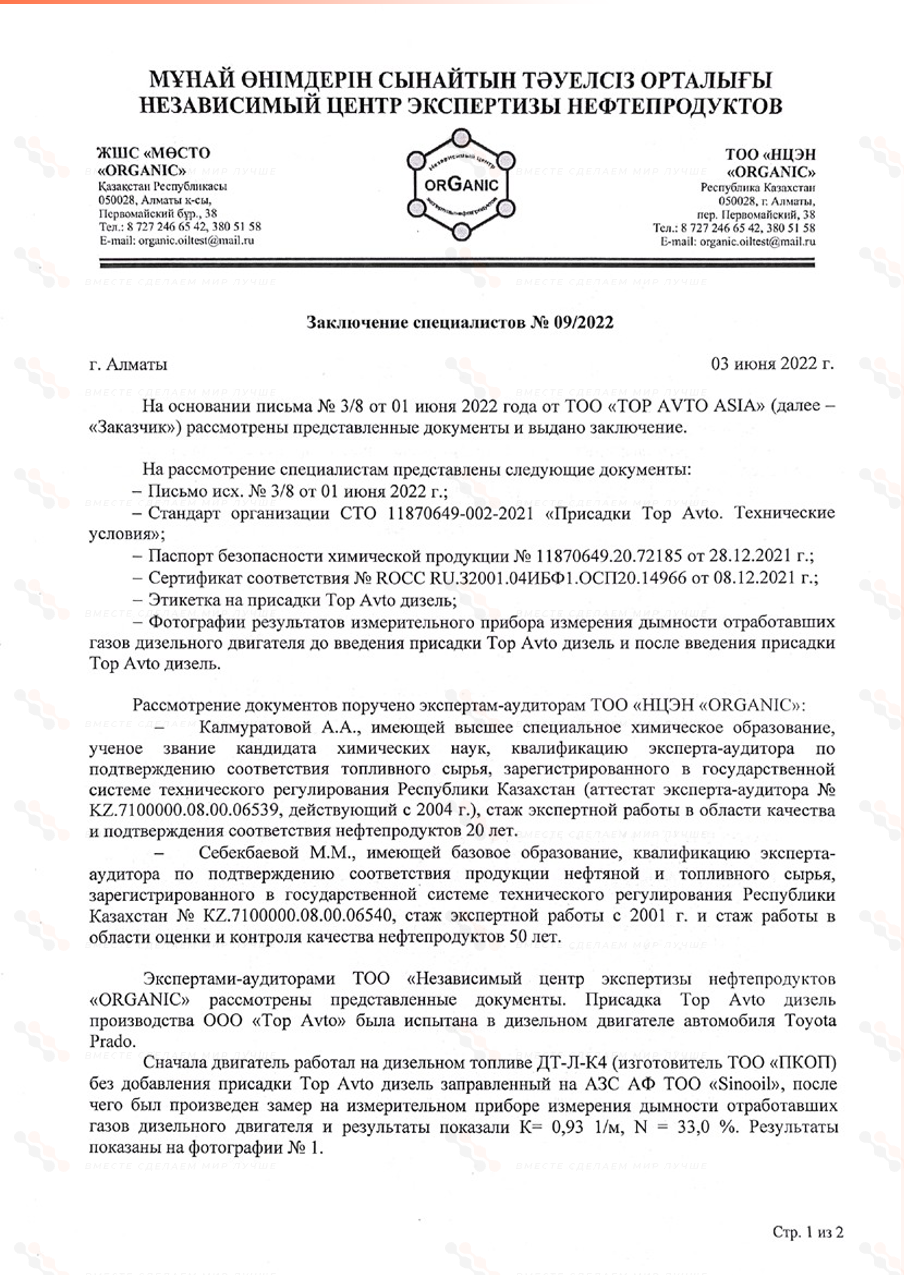 МҰНАЙ ӨНІМДЕРІН СЫНАЙТЫН ТӘУЕЛСІЗ ОРТАЛЫҒЫ
НЕЗАВИСИМЫЙ ЦЕНТР ЭКСПЕРТИЗЫ НЕФТЕПРОДУКТОВ
ЖШС «МӨСТО
«ORGANIC»
Қазақстан Республикасы
050028, Алматы қ-сы,
Первомайский бұр., 38
Тел.: 8 727 246 65 42, 380 51 58
E-mail: organic.oiltest@mail.ru
Независимый центр
ORGANIC
экспертизы нефтепродуктов
ТОО «НЦЭН
«ORGANIC»
Республика Казахстан
050028, г. Алматы,
пер. Первомайский, 38
Тел.: 8 727 246 65 42, 380 51 58
E-mail: organic.oiltest@mail.ru
Заключение специалистов № 09/2022
г. Алматы 03 июня 2022 г.
На основании письма № 3/8 от 01 июня 2022 года от ТОО «TOP AVTO ASIA» (далее –
«Заказчик») рассмотрены представленные документы и выдано заключение.
На рассмотрение специалистам представлены следующие документы:
– Письмо исх. № 3/8 от 01 июня 2022 г.;
– Стандарт организации СТО 11870649-002-2021 «Присадки Top Avto. Технические
условия»;
– Паспорт безопасности химической продукции № 11870649.20.72185 от 28.12.2021 г.;
– Сертификат соответствия № РОСС RU.32001.04ИБФ1.ОСП20.14966 от 08.12.2021 г.;
– Этикетка на присадки Top Avto дизель;
– Фотографии результатов измерительного прибора измерения дымности отработавших
газов дизельного двигателя до введения присадки Top Avto дизель и после введения присадки
Top Avto дизель.
Рассмотрение документов поручено экспертам-аудиторам ТОО «НЦЭН «ORGANIC»:
– Калмуратовой А.А., имеющей высшее специальное химическое образование,
ученое звание кандидата химических наук, квалификацию эксперта-аудитора по
подтверждению соответствия топливного сырья, зарегистрированного в государственной
системе технического регулирования Республики Казахстан (аттестат эксперта-аудитора №
KZ.7100000.08.00.06539, действующий с 2004 г.), стаж экспертной работы в области качества
и подтверждения соответствия нефтепродуктов 20 лет.
– Себекбаевой М.М., имеющей базовое образование, квалификацию эксперта-
аудитора по подтверждению соответствия продукции нефтяной и топливного сырья,
зарегистрированного в государственной системе технического регулирования Республики
Казахстан № KZ.7100000.08.00.06540, стаж экспертной работы с 2001 г. и стаж работы в
области оценки и контроля качества нефтепродуктов 50 лет.
Экспертами-аудиторами ТОО «Независимый центр экспертизы нефтепродуктов
«ORGANIC» рассмотрены представленные документы. Присадка Top Avto дизель
производства ООО «Top Avto» была испытана в дизельном двигателе автомобиля Toyota
Prado.
Сначала двигатель работал на дизельном топливе ДТ-Л-К4 (изготовитель ТОО «ПКОП»)
без добавления присадки Top Avto дизель заправленный на АЗС АФ ТОО «Sinooil», после
чего был произведен замер на измерительном приборе измерения дымности отработавших
газов дизельного двигателя и результаты показали К= 0,93 1/м, N = 33,0 %. Результаты
показаны на фотографии № 1.
Стр. 1 из 2
ВМЕСТЕ СДЕЛАЕМ МИР ЛУЧШЕ